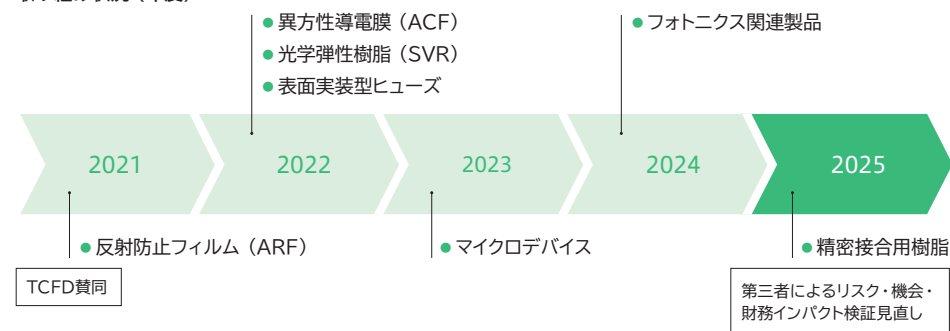 異方性導電膜（ACF）
光学弾性樹脂（SVR）
表面実装型ヒューズ
フォトニクス関連製品
2021
2022
2023
2024
2025
反射防止フィルム（ARF）
マイクロデバイス
精密接合用樹脂
TCFD賛同
第三者によるリスク・機会・
財務インパクト検証見直し